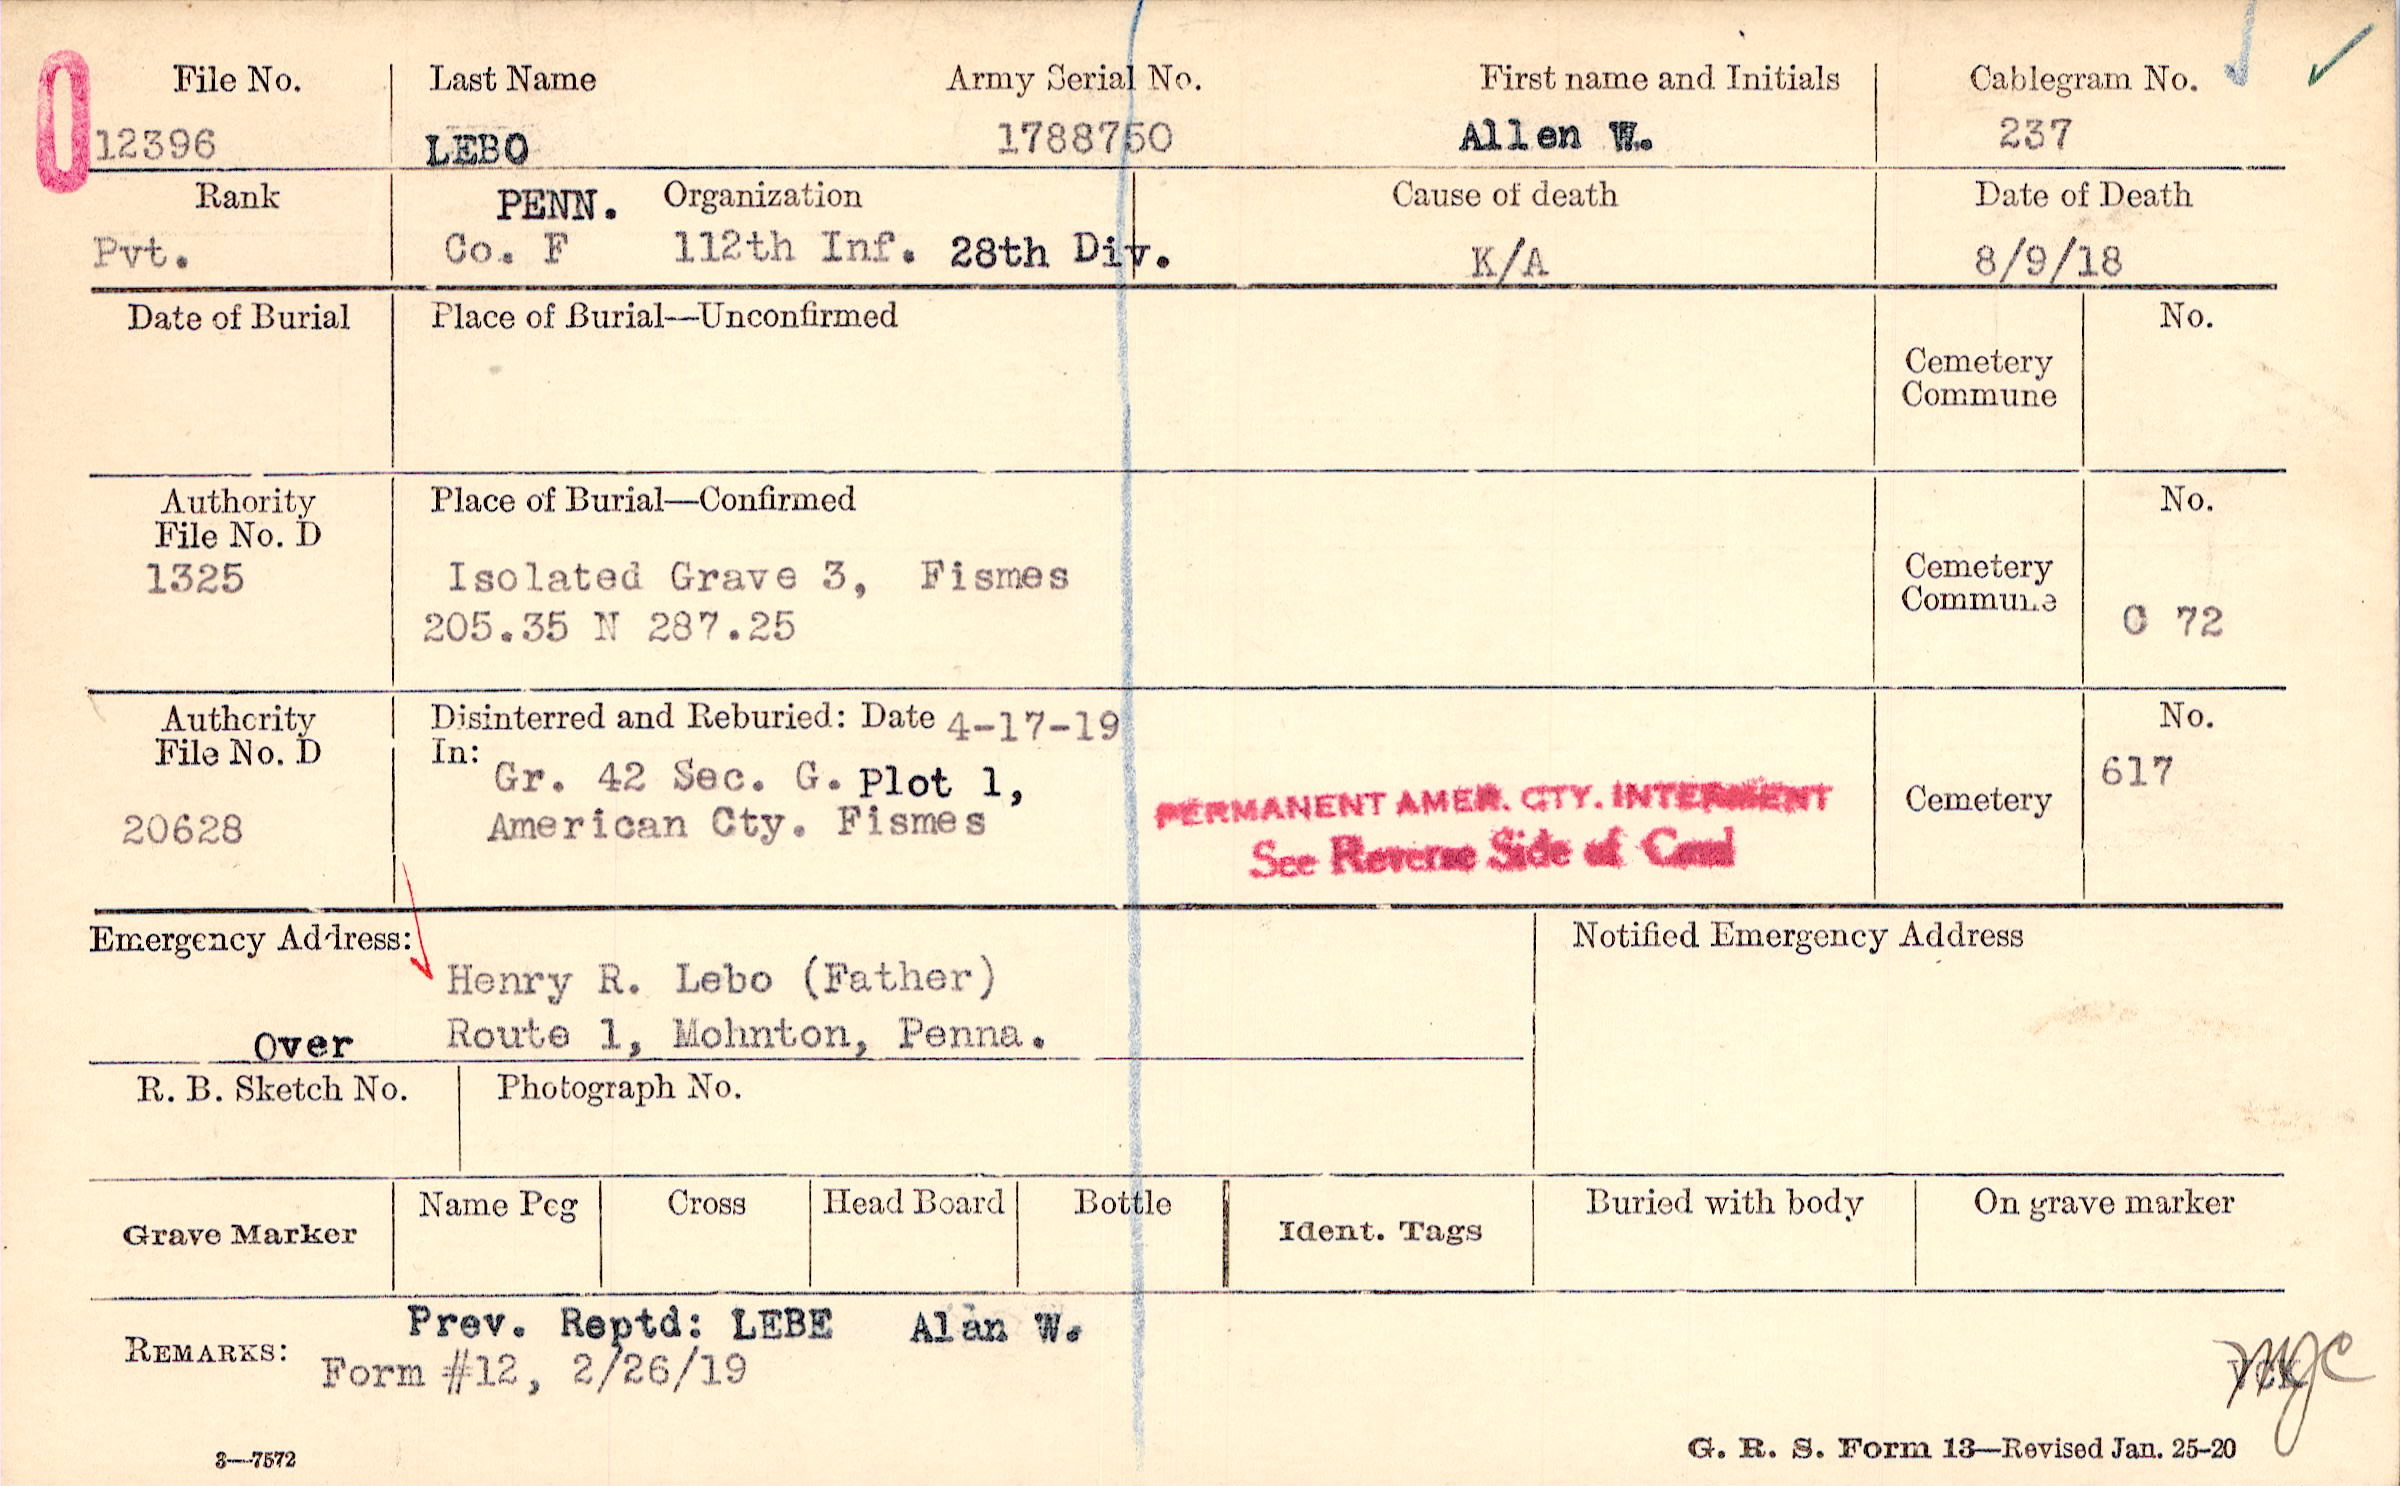 File No. Last Name Army Serial No. First name and Initials Cablegram No.
12396 LEBO 1788750 Allen W. 237
Rank PENN. Organization Cause of death Date of Death
Pvt. Co. F 112th Inf. 28th Div. K/A 8/9/18
Date of Burial Place of Burial—Unconfirmed No.
Cemetery
Commune
Authority Place of Burial—Confirmed No.
File No. D
1325 Isolated Grave 3, Fismes Cemetery
Commune
205.35 N 287.25 C 72
Authority Disinterred and Reburied: Date 4-17-19 No.
File No. D In:
Gr. 42 Sec. G. Plot 1, 617
PERMANENT AMER. CTY. INTERMENT Cemetery
20628 American Cty. Fismes
See Reverse Side of Card
Emergency Address: Notified Emergency Address
Henry R. Lebo (Father)
Over Route 1, Mohnton, Penna.
R. B. Sketch No. Photograph No.
Grave Marker Name Peg Cross Head Board Bottle Ident. Tags Buried with body On grave marker
Prev. Reptd: LEBE Alan W.
REMARKS: Form #12, 2/26/19
mgc
3—7572 G. R. S. Form 13—Revised Jan. 25-20